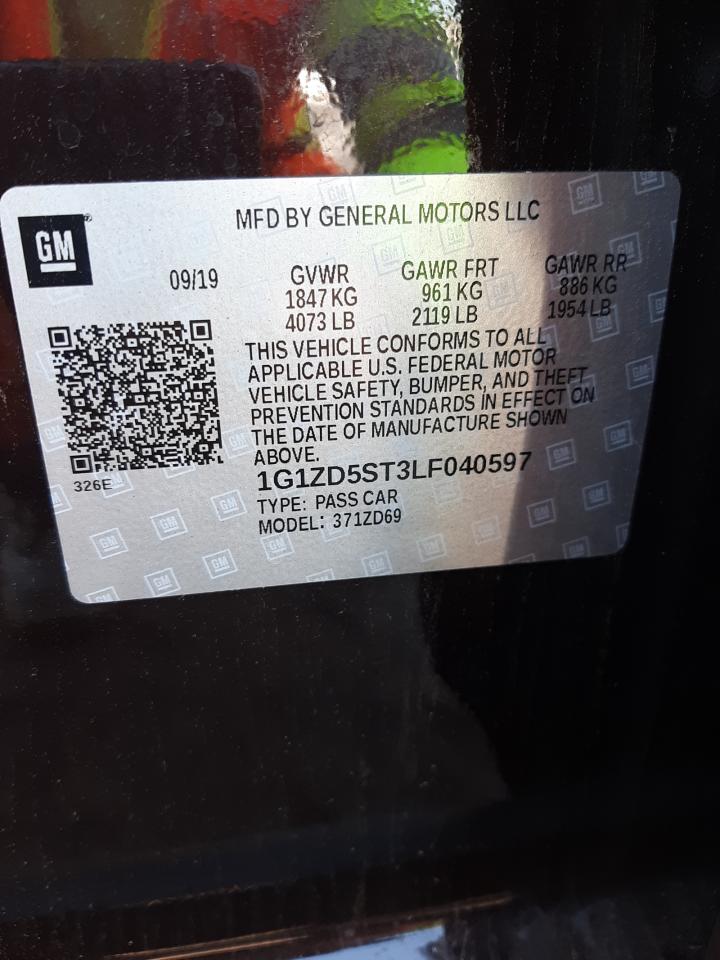 GM
MFD BY GENERAL MOTORS LLC
09/19
GVWR GAWR FRT GAWR RR
1847 KG 961 KG 886 KG
4073 LB 2119 LB 1954 LB
THIS VEHICLE CONFORMS TO ALL
APPLICABLE U.S. FEDERAL MOTOR
VEHICLE SAFETY, BUMPER, AND THEFT
PREVENTION STANDARDS IN EFFECT ON
THE DATE OF MANUFACTURE SHOWN
ABOVE.
326E
1G1ZD5ST3LF040597
TYPE: PASS CAR
MODEL: 371ZD69